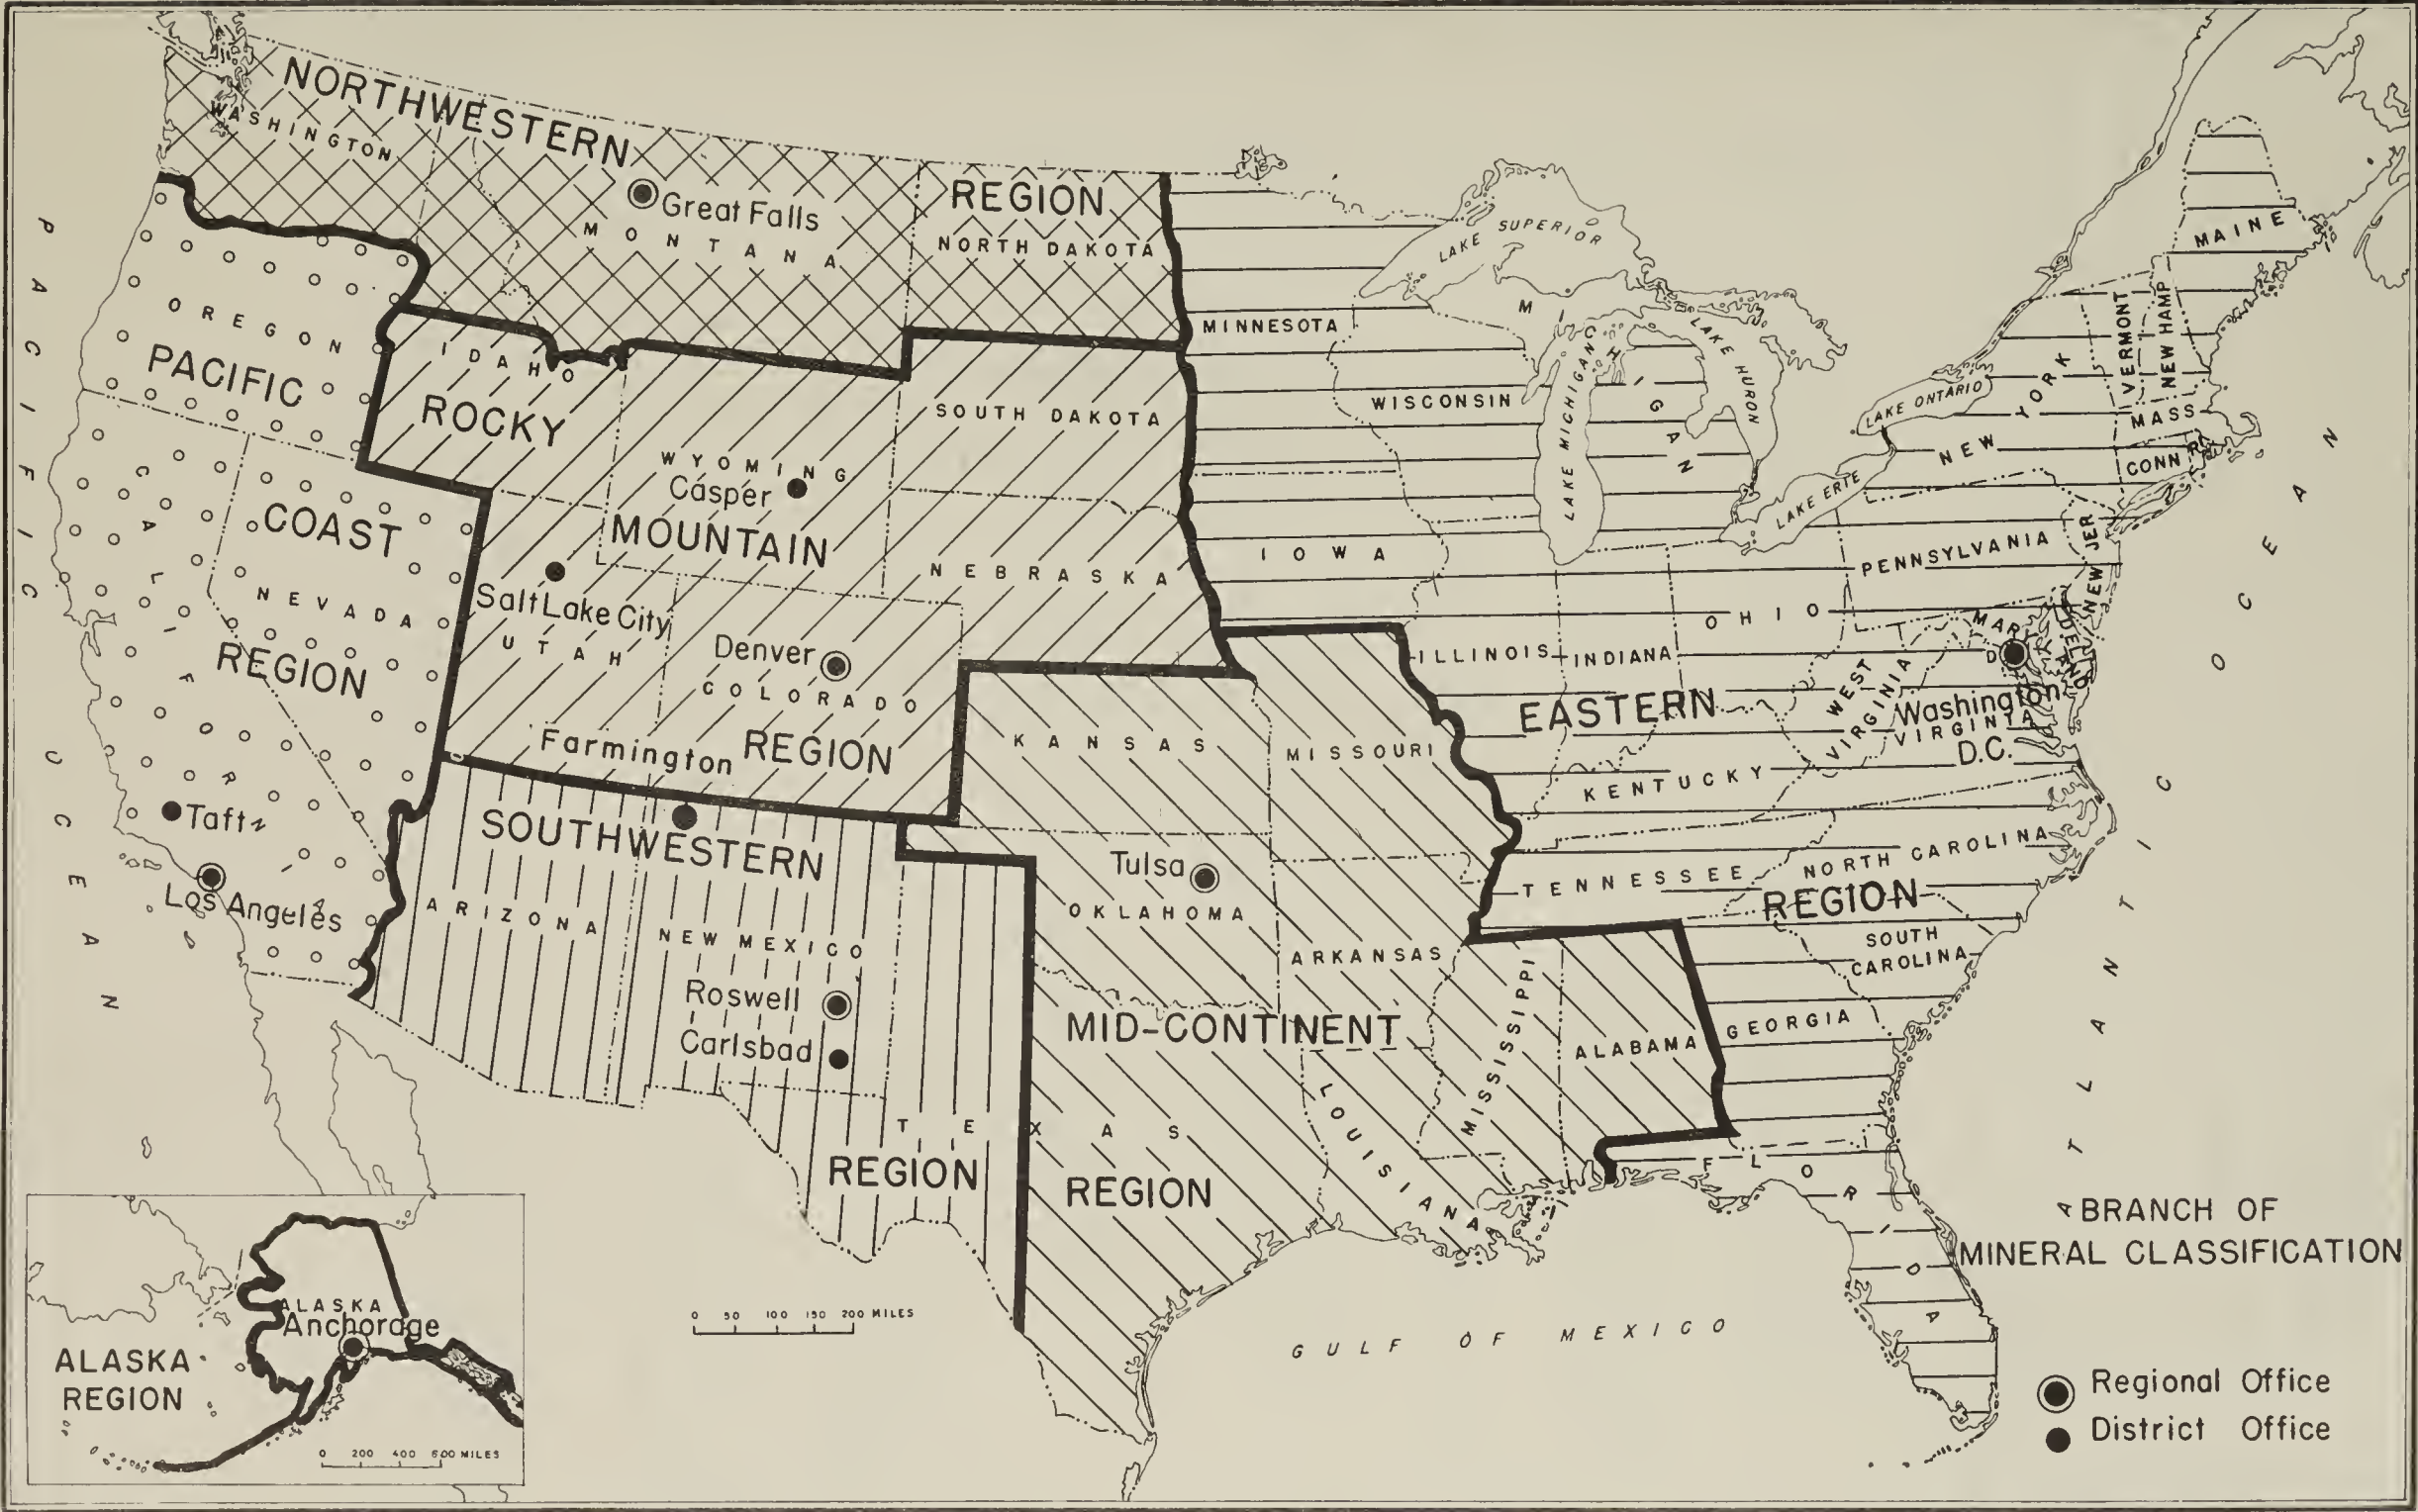 NORTHWESTERN REGION
WASHINGTON
Great Falls
MONTANA
NORTH DAKOTA
PACIFIC OCEAN
OREGON
PACIFIC
COAST
REGION
CALIFORNIA
NEVADA
Taft
Los Angeles
IDAHO
ROCKY
MOUNTAIN
REGION
WYOMING
Casper
SOUTH DAKOTA
NEBRASKA
Salt Lake City
UTAH
Denver
COLORADO
Farmington
SOUTHWESTERN
REGION
ARIZONA
NEW MEXICO
Roswell
Carlsbad
TEXAS
KANSAS
MISSOURI
Tulsa
OKLAHOMA
ARKANSAS
MID-CONTINENT
REGION
LOUISIANA
MISSISSIPPI
ALABAMA
MINNESOTA
WISCONSIN
IOWA
LAKE SUPERIOR
MICHIGAN
LAKE MICHIGAN
LAKE HURON
LAKE ERIE
LAKE ONTARIO
ILLINOIS
INDIANA
OHIO
EASTERN
REGION
KENTUCKY
TENNESSEE
WEST
VIRGINIA
PENNSYLVANIA
NEW YORK
VERMONT
NEW HAMP
MAINE
MASS
CONN
R I
NEW JER
MARYLAND
DEL
D
Washington
VIRGINIA
D.C.
NORTH CAROLINA
SOUTH
CAROLINA
GEORGIA
FLORIDA
ATLANTIC OCEAN
GULF OF MEXICO
0 50 100 150 200 MILES
ALASKA
Anchorage
ALASKA
REGION
0 200 400 600 MILES
BRANCH OF
MINERAL CLASSIFICATION
Regional Office
District Office